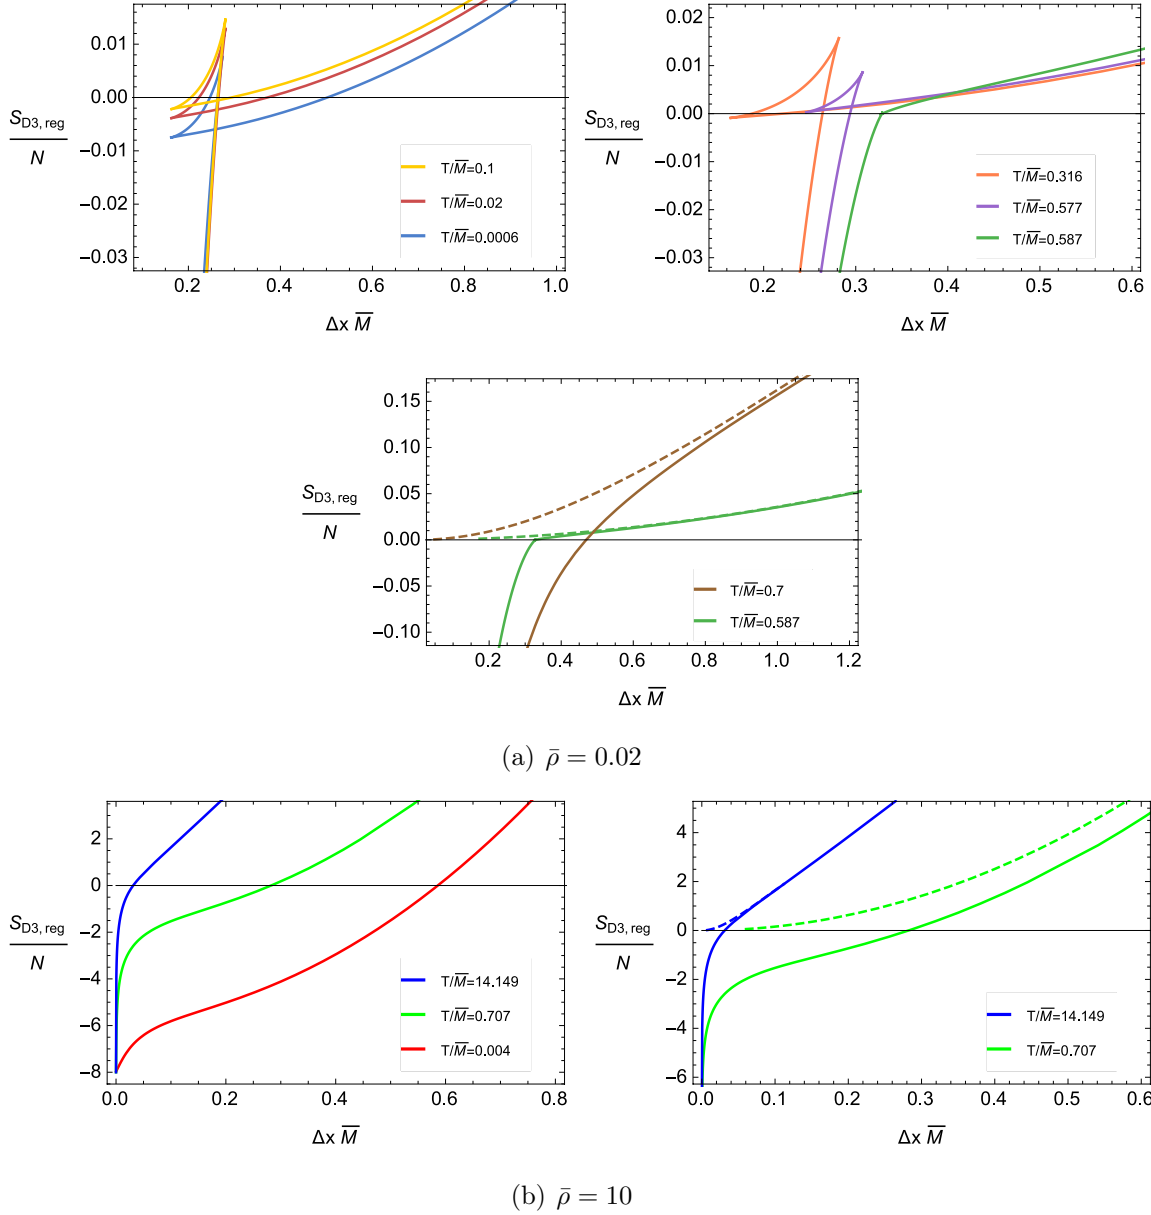 0.01
0.00
−0.01
−0.02
−0.03
S_D3, reg
N
T/M̅=0.1
T/M̅=0.02
T/M̅=0.0006
0.2 0.4 0.6 0.8 1.0
Δx M̅
0.02
0.01
0.00
−0.01
−0.02
−0.03
S_D3, reg
N
T/M̅=0.316
T/M̅=0.577
T/M̅=0.587
0.2 0.3 0.4 0.5 0.6
Δx M̅
0.15
0.10
0.05
0.00
−0.05
−0.10
S_D3, reg
N
T/M̅=0.7
T/M̅=0.587
0.2 0.4 0.6 0.8 1.0 1.2
Δx M̅
(a) ρ̄ = 0.02
2
0
−2
−4
−6
−8
S_D3, reg
N
T/M̅=14.149
T/M̅=0.707
T/M̅=0.004
0.0 0.2 0.4 0.6 0.8
Δx M̅
4
2
0
−2
−4
−6
S_D3, reg
N
T/M̅=14.149
T/M̅=0.707
0.0 0.1 0.2 0.3 0.4 0.5 0.6
Δx M̅
(b) ρ̄ = 10